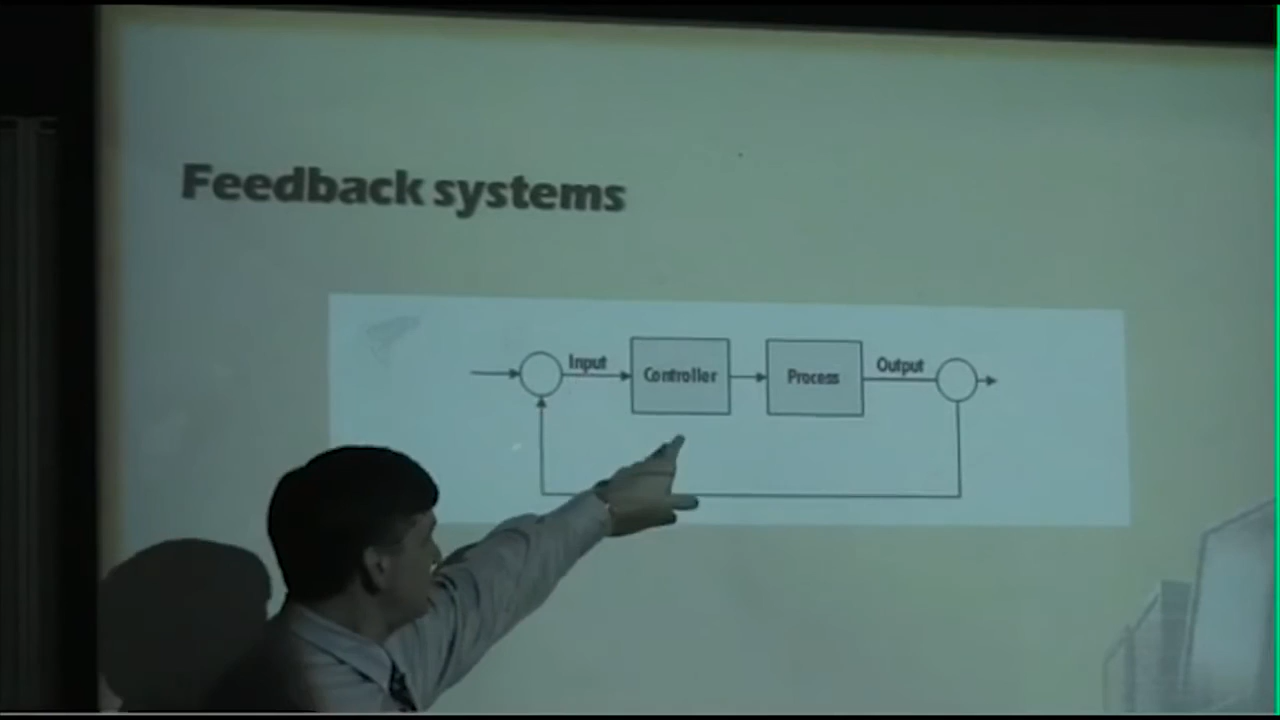 Feedback systems
Input
Controller
Process
Output